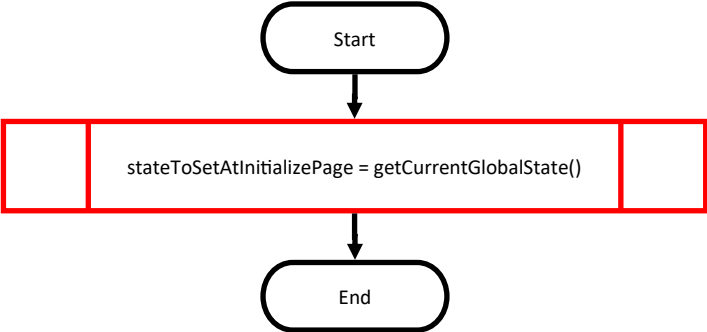 Start
stateToSetAtInitializePage = getCurrentGlobalState()
End